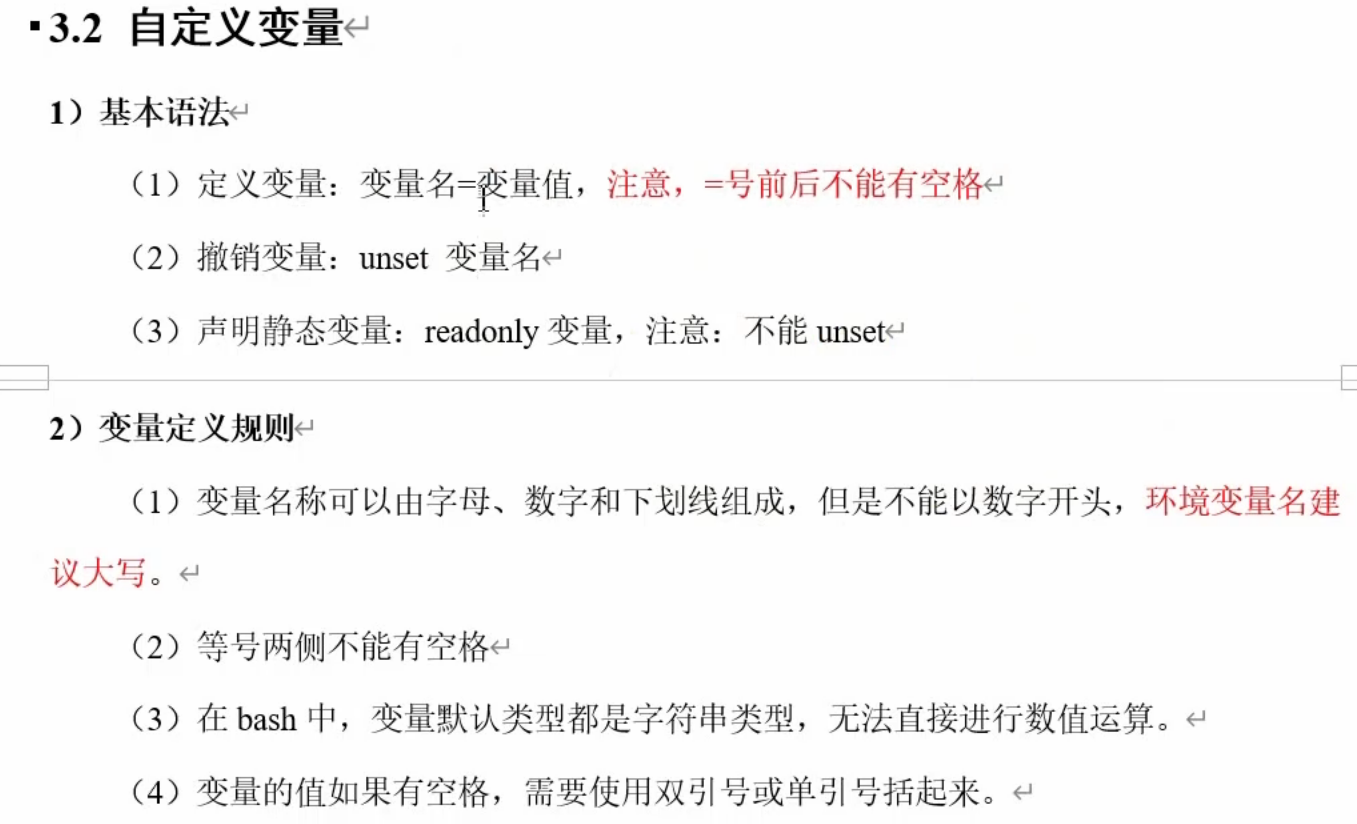 ▪3.2 自定义变量↵
1）基本语法↵
（1）定义变量：变量名=变量值，注意，=号前后不能有空格↵
（2）撤销变量：unset 变量名↵
（3）声明静态变量：readonly 变量，注意：不能 unset↵
2）变量定义规则↵
（1）变量名称可以由字母、数字和下划线组成，但是不能以数字开头，环境变量名建
议大写。↵
（2）等号两侧不能有空格↵
（3）在 bash 中，变量默认类型都是字符串类型，无法直接进行数值运算。↵
（4）变量的值如果有空格，需要使用双引号或单引号括起来。↵